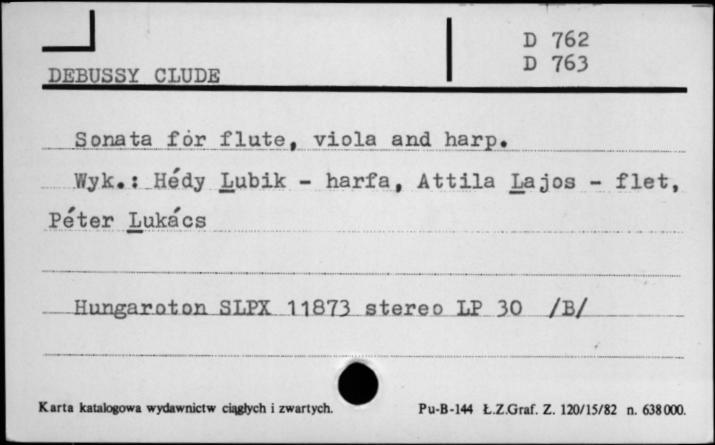 D 762
D 763
DEBUSSY CLUDE
Sonata fór flute, viola and harp.
Wyk.: Hédy Lubik - harfa, Attila Lajos - flet,
Péter Lukács
Hungaroton SLPX 11873 stereo LP 30 /B/
Karta katalogowa wydawnictw ciągłych i zwartych.
Pu-B-144 Ł.Z.Graf. Z. 120/15/82 n. 638000.